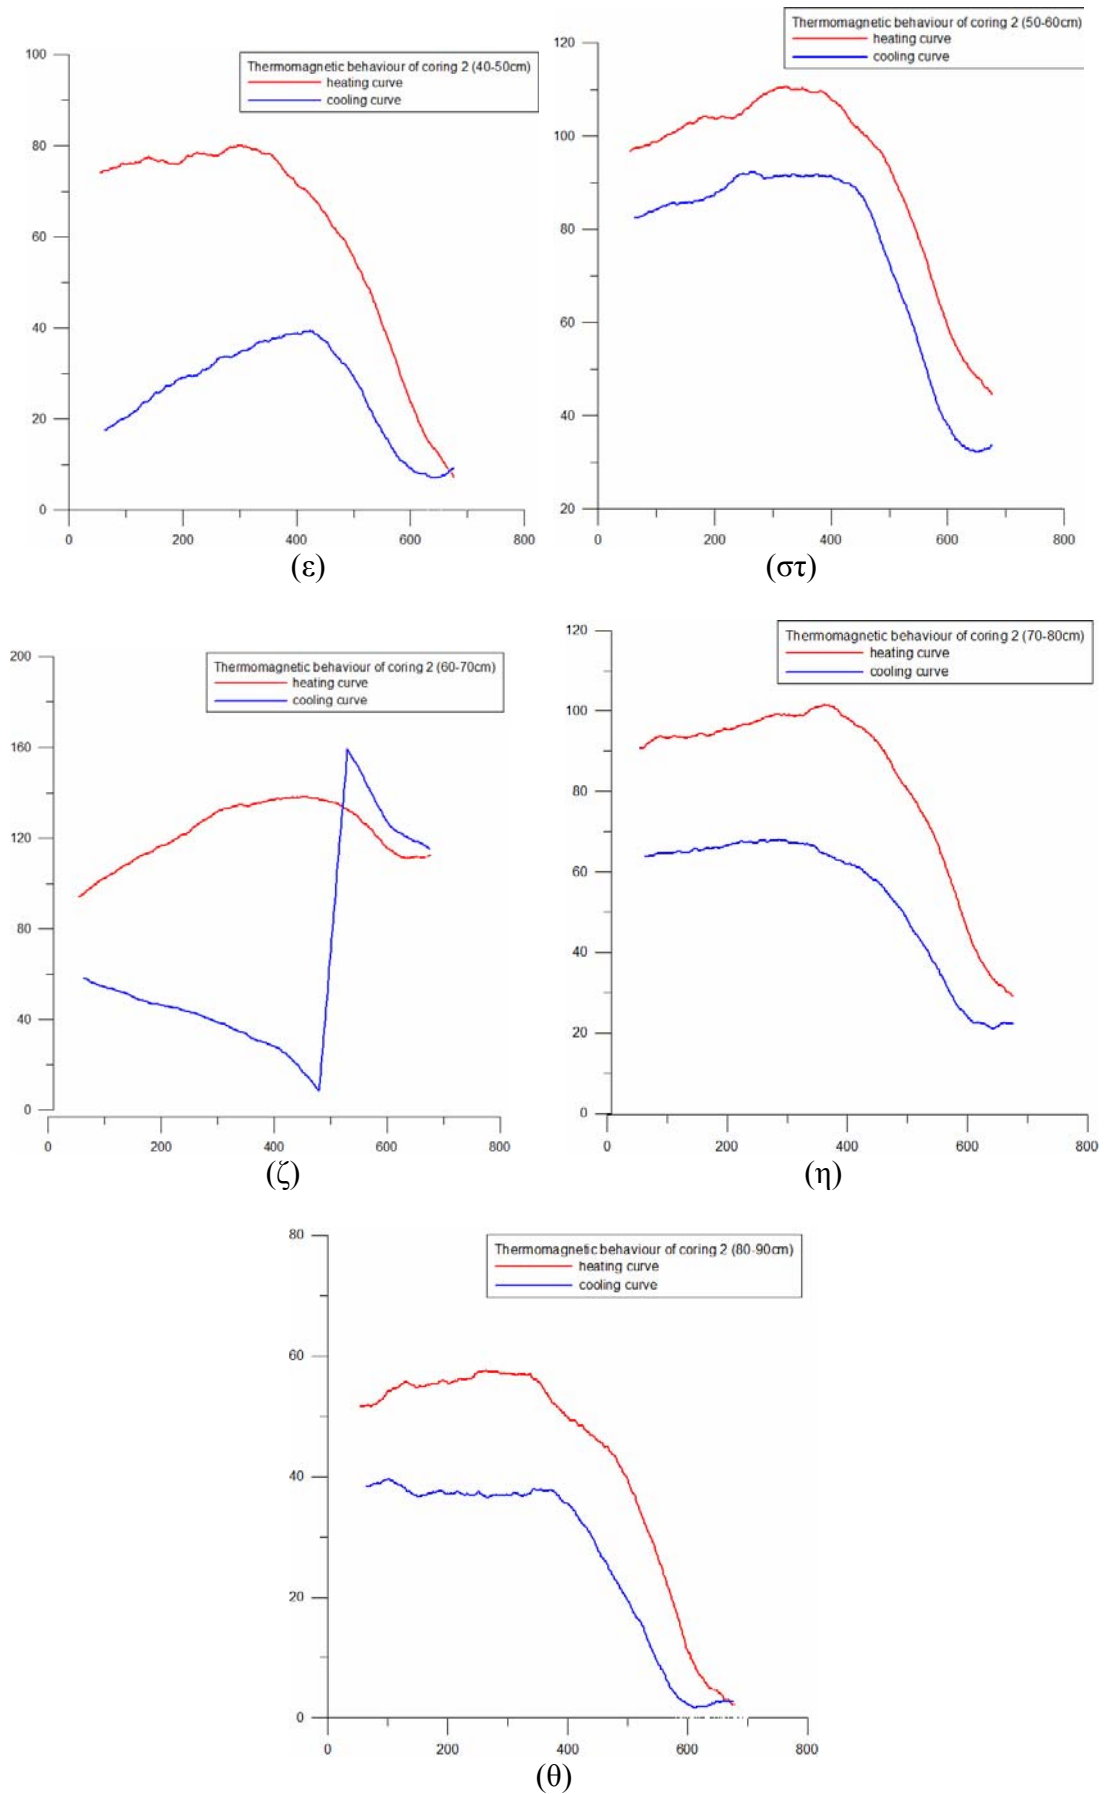 Thermomagnetic behaviour of coring 2 (40-50cm)
heating curve
cooling curve
100
80
60
40
20
0
0 200 400 600 800
(ε)
Thermomagnetic behaviour of coring 2 (50-60cm)
heating curve
cooling curve
120
100
80
60
40
20
0 200 400 600 800
(στ)
Thermomagnetic behaviour of coring 2 (60-70cm)
heating curve
cooling curve
200
160
120
80
40
0
0 200 400 600 800
(ζ)
Thermomagnetic behaviour of coring 2 (70-80cm)
heating curve
cooling curve
120
100
80
60
40
20
0
0 200 400 600 800
(η)
Thermomagnetic behaviour of coring 2 (80-90cm)
heating curve
cooling curve
80
60
40
20
0
0 200 400 600 800
(θ)